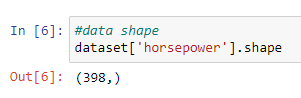 In [6]: #data shape
dataset['horsepower'].shape
Out[6]: (398,)